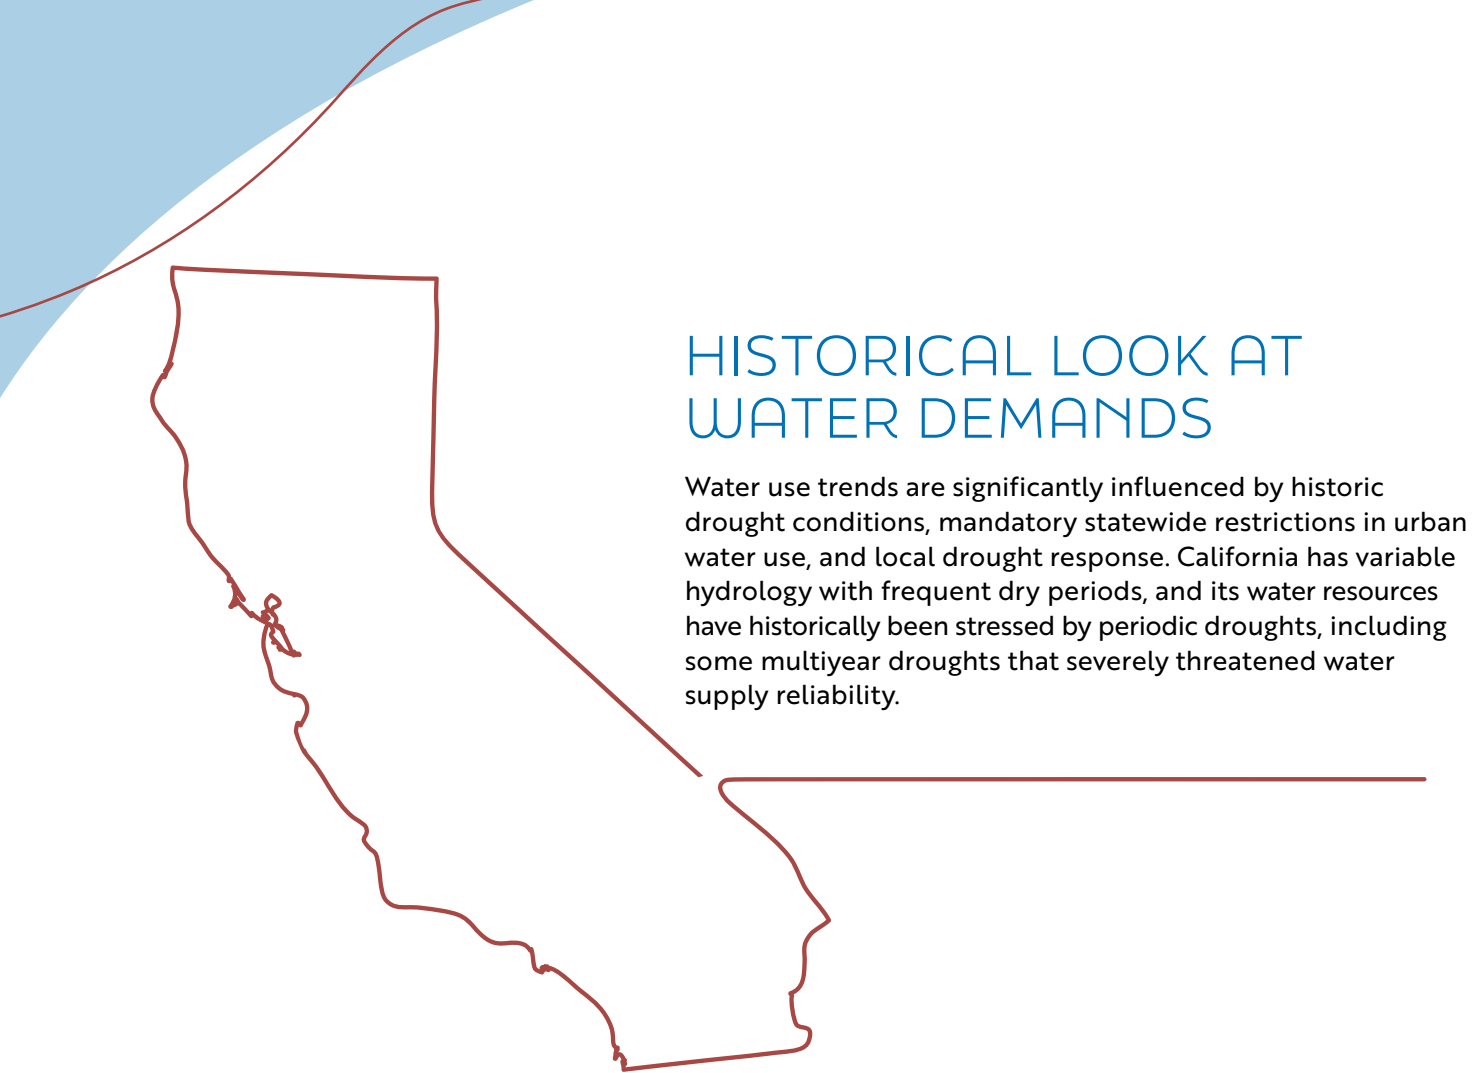 HISTORICAL LOOK AT
WATER DEMANDS
Water use trends are significantly influenced by historic
drought conditions, mandatory statewide restrictions in urban
water use, and local drought response. California has variable
hydrology with frequent dry periods, and its water resources
have historically been stressed by periodic droughts, including
some multiyear droughts that severely threatened water
supply reliability.